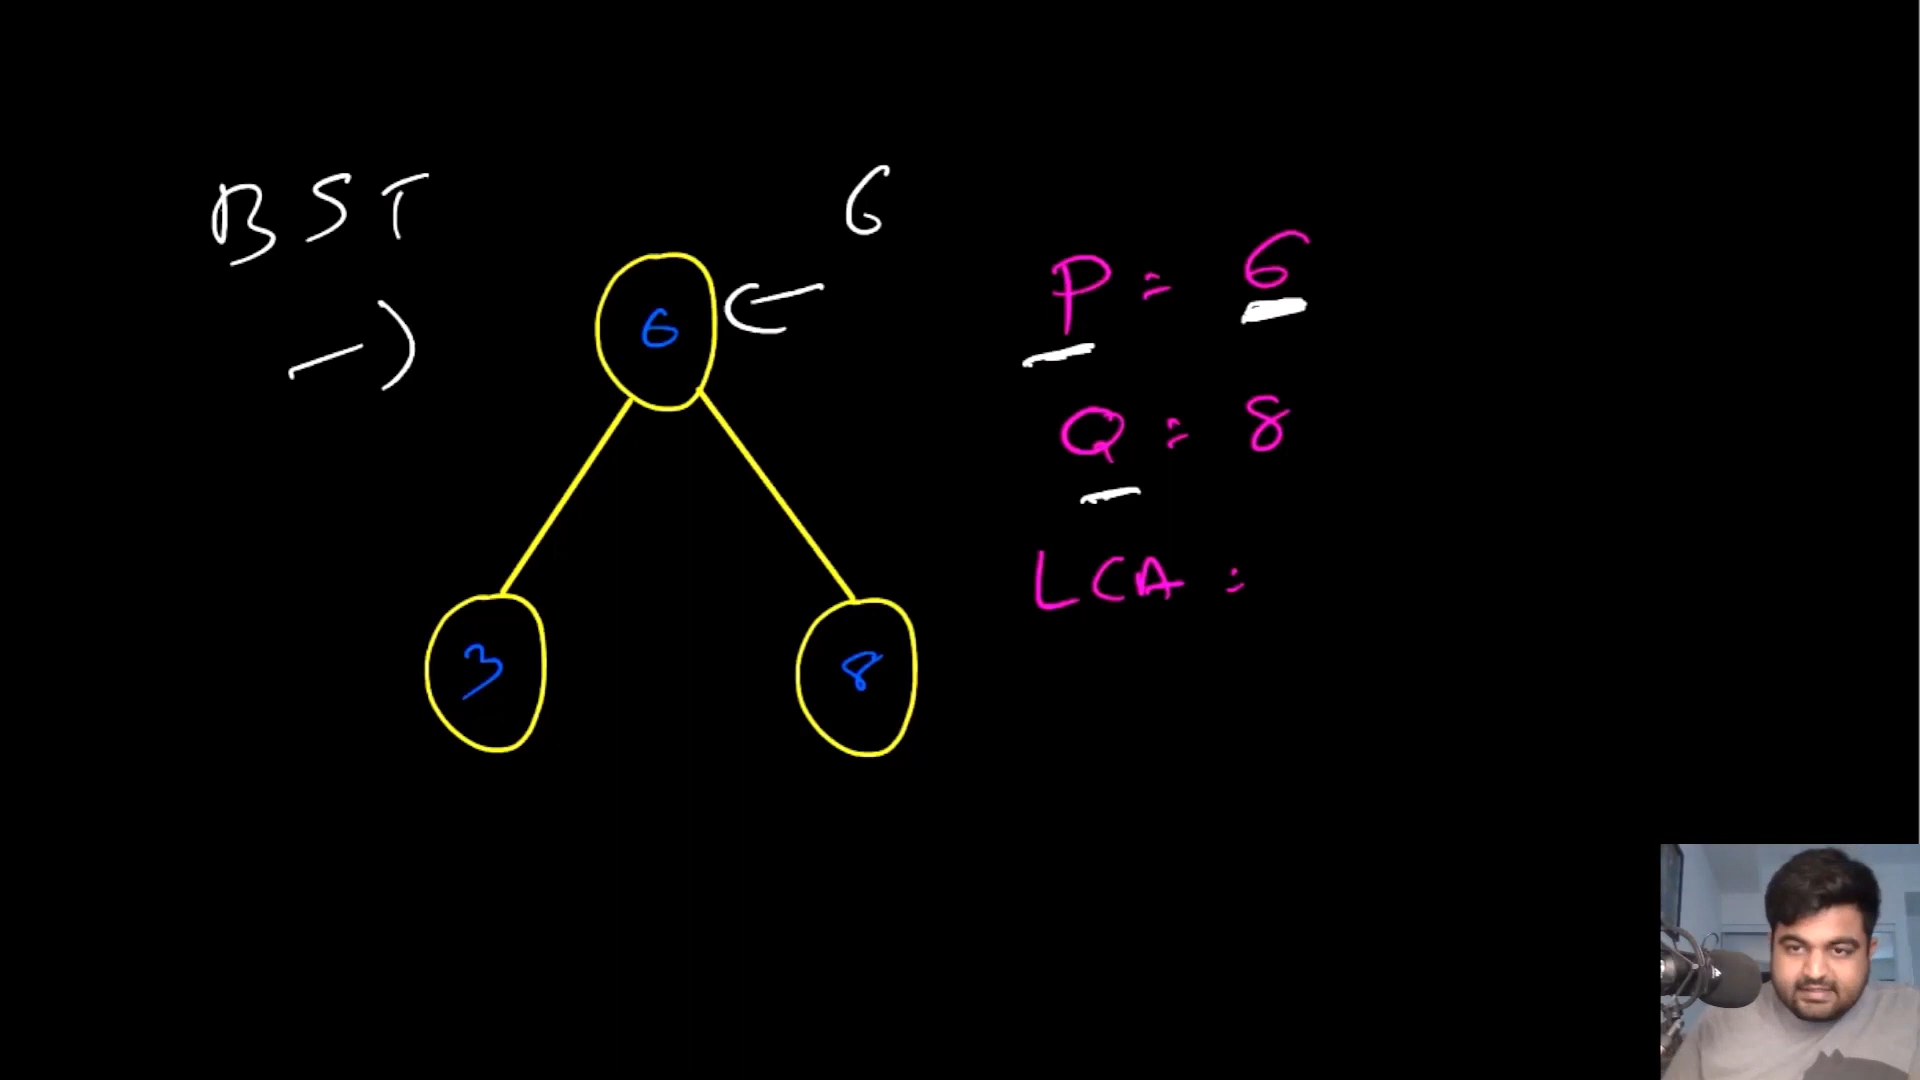 BST
6
6
P = 6
Q = 8
LCA =
3
8